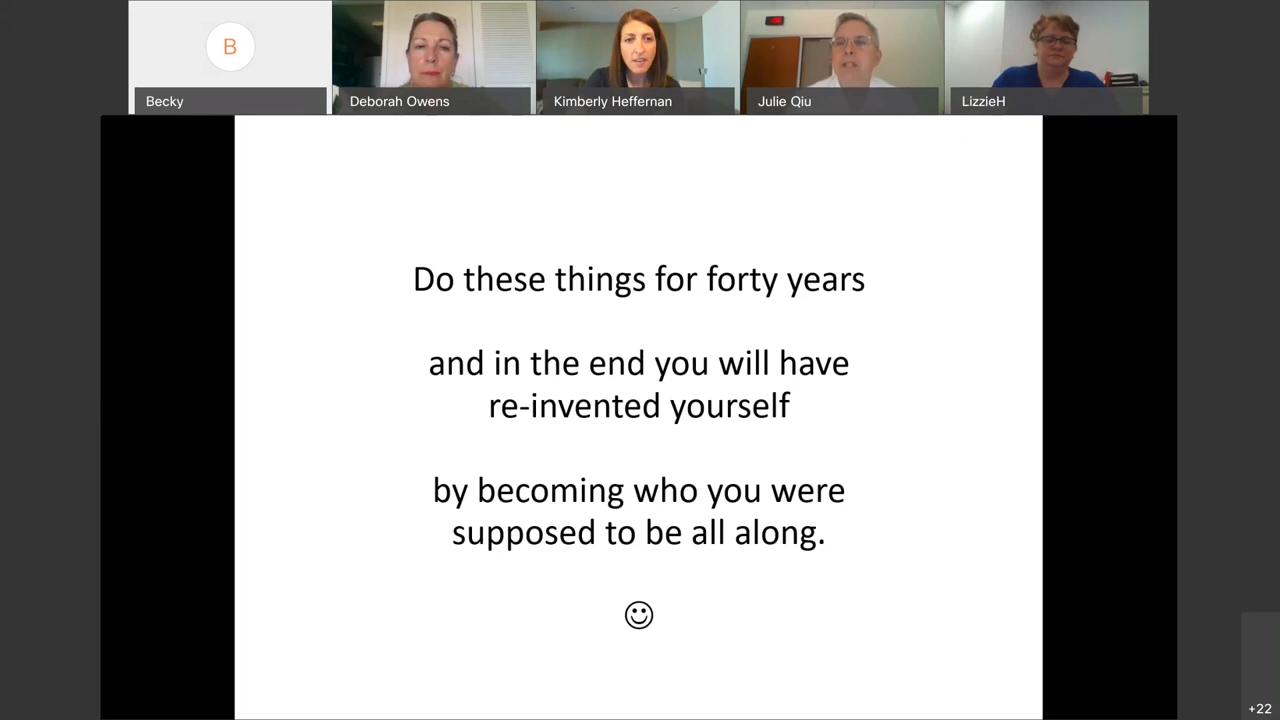 B
Becky
Deborah Owens
Kimberly Heffernan
Julie Qiu
LizzieH
Do these things for forty years
and in the end you will have
re-invented yourself
by becoming who you were
supposed to be all along.
☺
+22